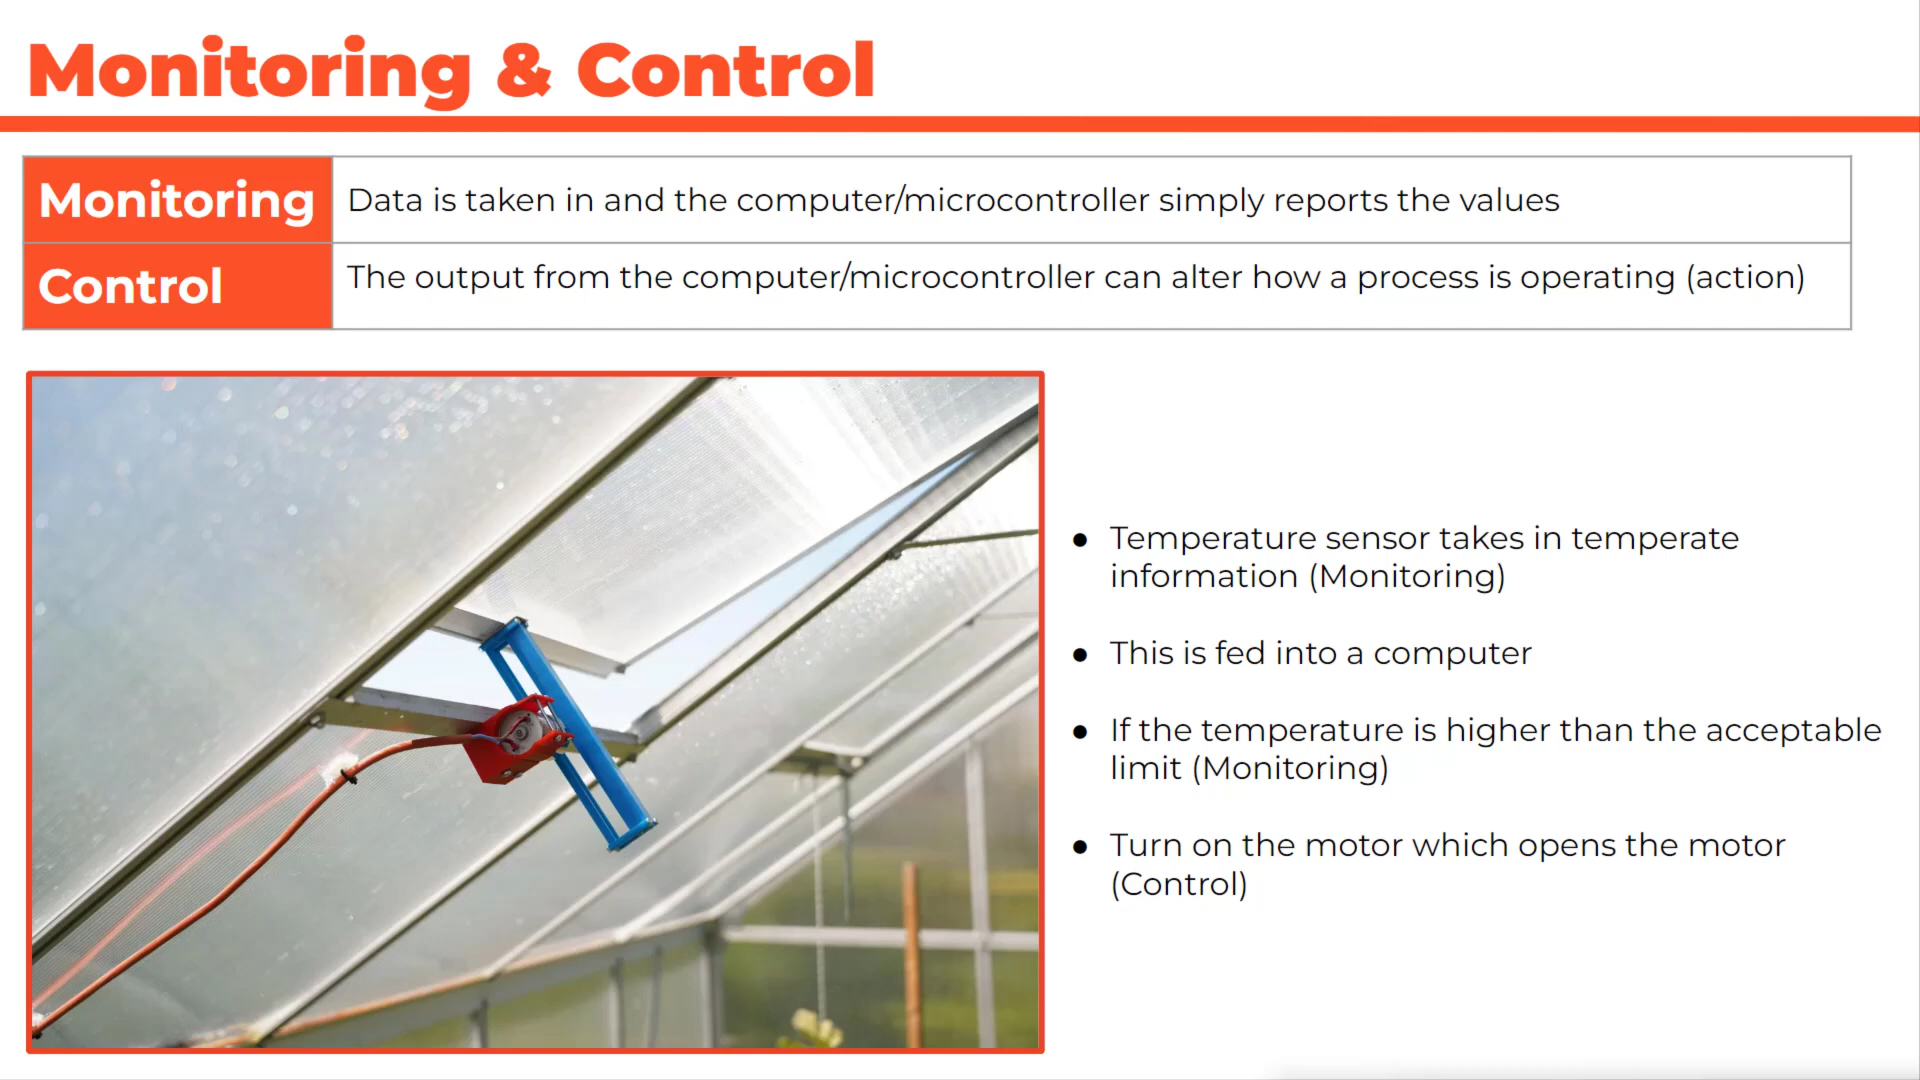 Monitoring & Control
Monitoring
Data is taken in and the computer/microcontroller simply reports the values
Control
The output from the computer/microcontroller can alter how a process is operating (action)
● Temperature sensor takes in temperate
information (Monitoring)
● This is fed into a computer
● If the temperature is higher than the acceptable
limit (Monitoring)
● Turn on the motor which opens the motor
(Control)